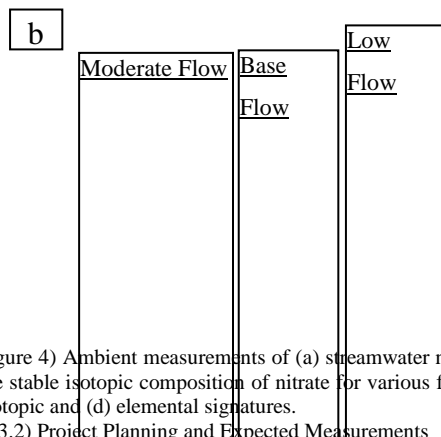 b
Moderate Flow
Base
Flow
Low
Flow
gure 4) Ambient measurements of (a) streamwater
e stable isotopic composition of nitrate for various
otopic and (d) elemental signatures.
3.2) Project Planning and Expected Measurements